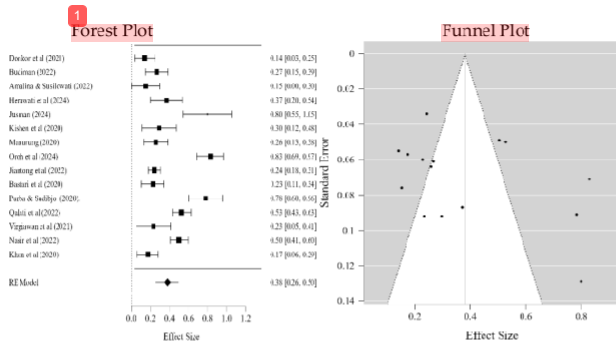 1
Forest Plot
Funnel Plot
Dorkor et al (2021) 0.14 [0.03, 0.25]
Budiman (2022) 0.27 [0.15, 0.39]
Amalina & Susilowati (2022) 0.15 [0.00, 0.30]
Herawati et al (2024) 0.37 [0.20, 0.54]
Jusman (2024) 0.80 [0.55, 1.15]
Kishen et al (2020) 0.30 [0.12, 0.48]
(2020) 0.26 [0.13, 0.38]
Oroh et al (2024) 0.83 [0.69, 0.97]
Jiantong et al (2022) 0.24 [0.18, 0.31]
Bastari et al (2020) 0.23 [0.11, 0.34]
Purba & Sudibjo (2020) 0.76 [0.60, 0.96]
Qalati et al (2022) 0.53 [0.43, 0.63]
Virgiawan et al (2021) 0.23 [0.05, 0.41]
Nasir et al (2022) 0.50 [0.41, 0.60]
Khan et al (2020) 0.17 [0.06, 0.29]
RE Model 0.38 [0.26, 0.50]
0.0 0.2 0.4 0.6 0.8 1.0 1.2
Effect Size
Standard Error
0
0.02
0.04
0.06
0.08
0.1
0.12
0.14
0.2 0.4 0.6 0.8
Effect Size